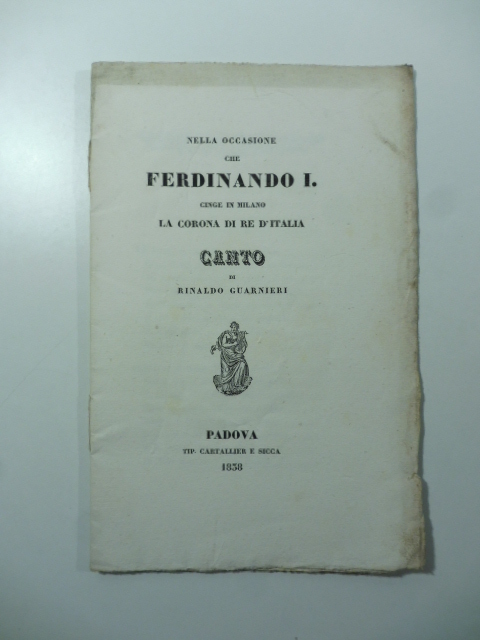 NELLA OCCASIONE
CHE
FERDINANDO I.
CINGE IN MILANO
LA CORONA DI RE D'ITALIA
CANTO
DI
RINALDO GUARNIERI
PADOVA
TIP. CARTALLIER E SICCA
1838